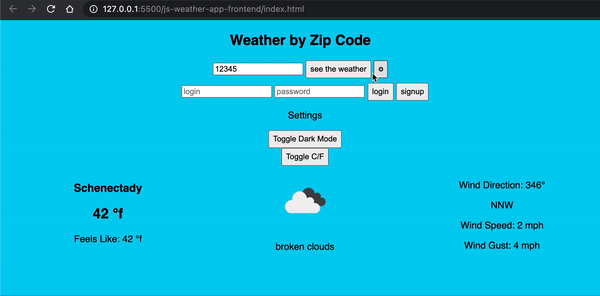 127.0.0.1:5500/js-weather-app-frontend/index.html
Weather by Zip Code
12345 see the weather
login password login signup
Settings
Toggle Dark Mode
Toggle C/F
Schenectady
42 °f
Feels Like: 42 °f
broken clouds
Wind Direction: 346°
NNW
Wind Speed: 2 mph
Wind Gust: 4 mph